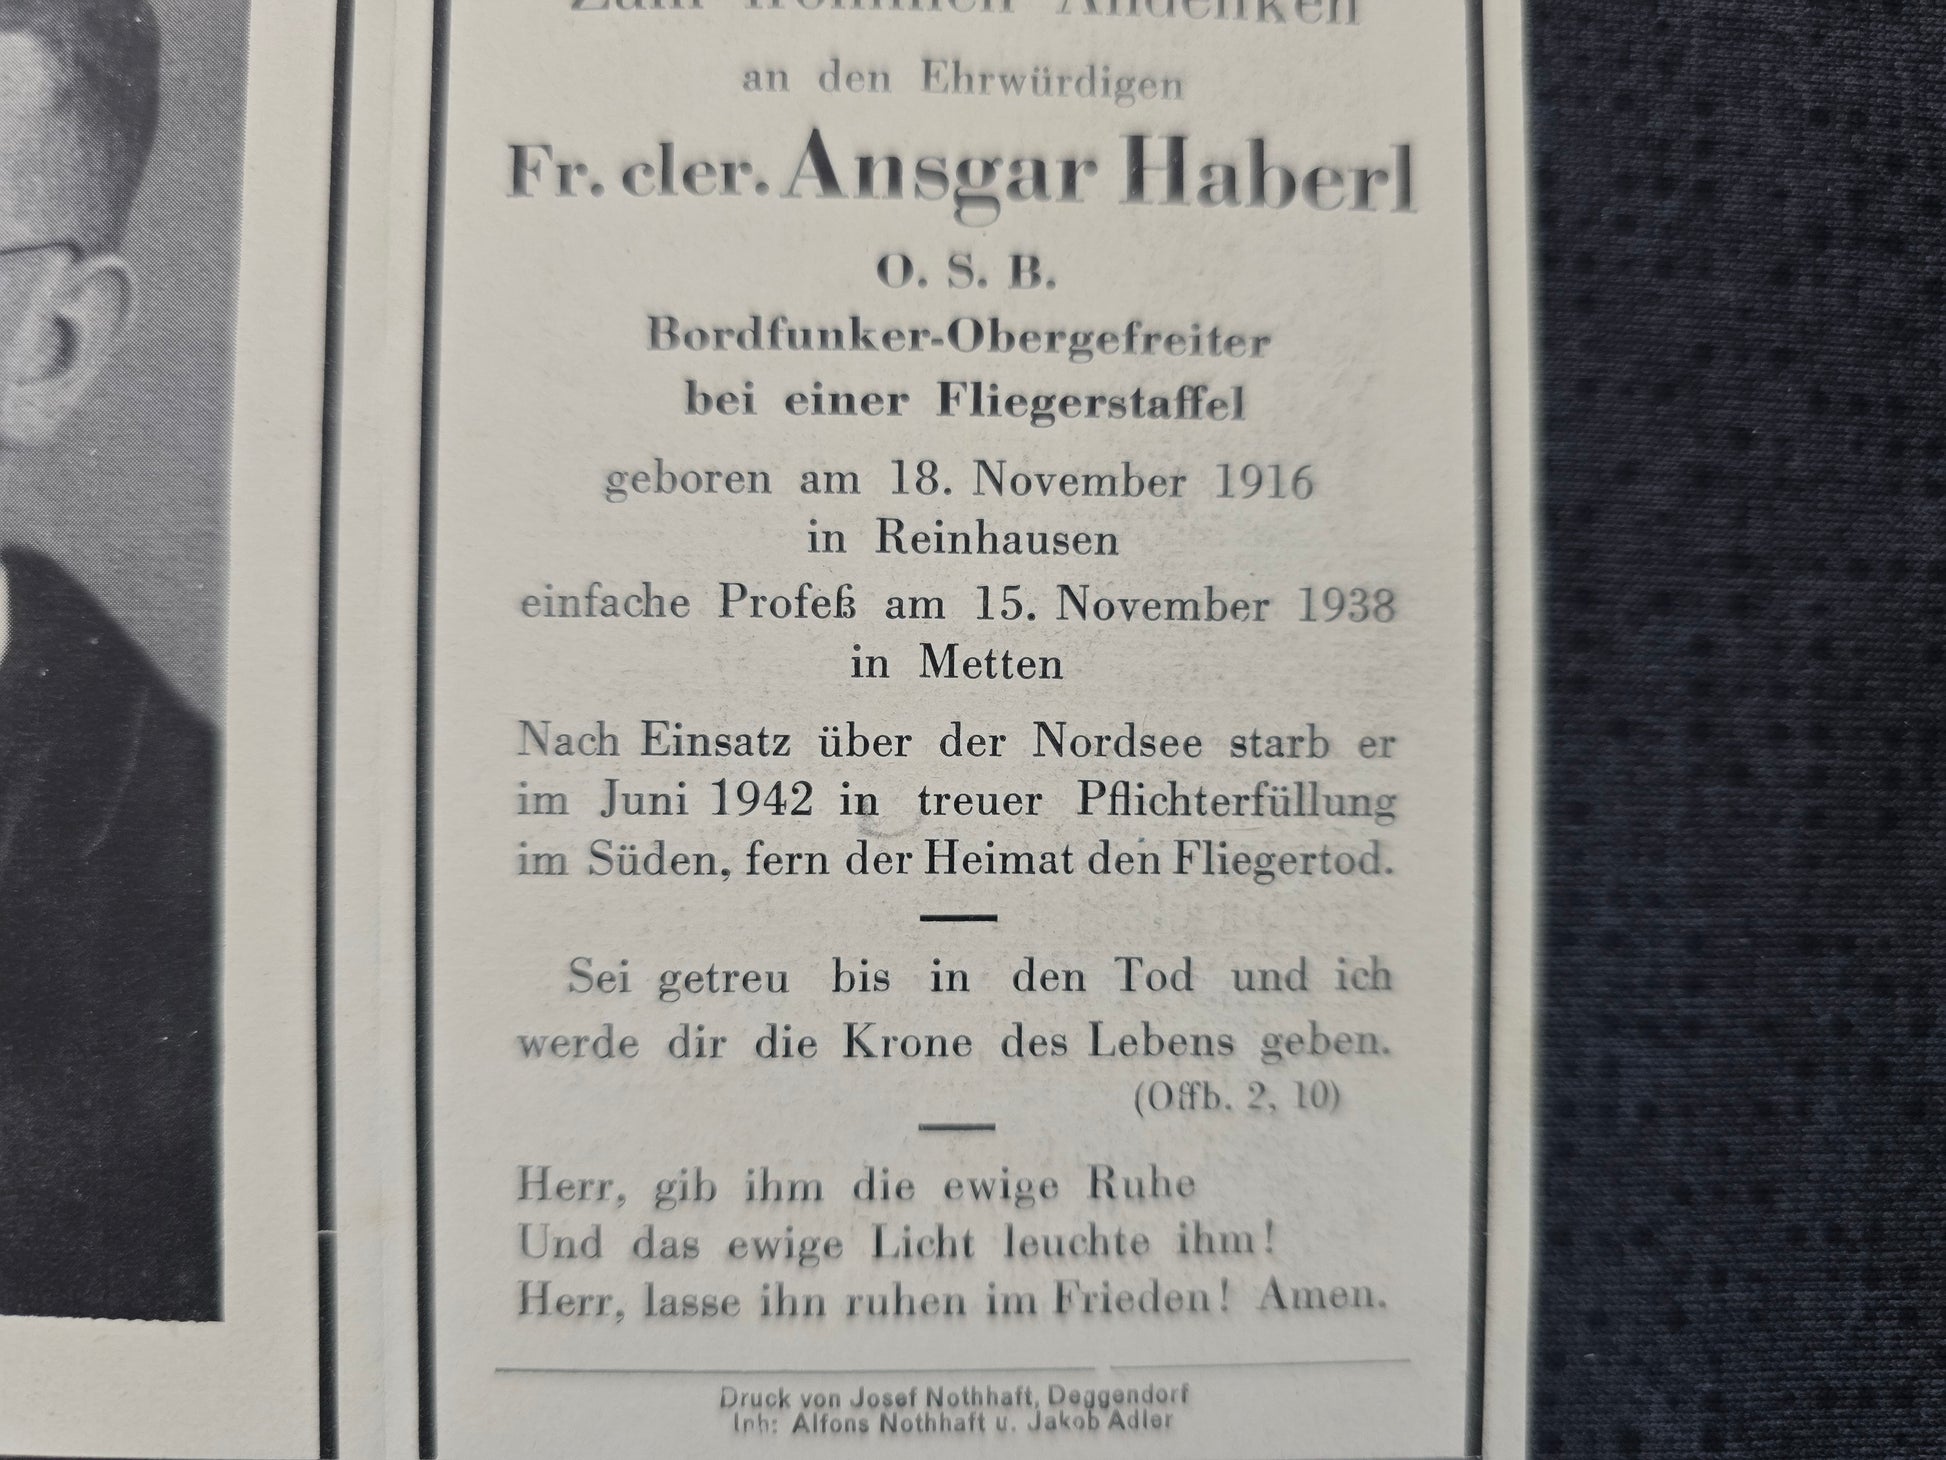 Zum frommen Andenken
an den Ehrwürdigen
Fr. cler. Ansgar Haberl
O. S. B.
Bordfunker-Obergefreiter
bei einer Fliegerstaffel
geboren am 18. November 1916
in Reinhausen
einfache Profeß am 15. November 1938
in Metten
Nach Einsatz über der Nordsee starb er
im Juni 1942 in treuer Pflichterfüllung
im Süden, fern der Heimat den Fliegertod.
Sei getreu bis in den Tod und ich
werde dir die Krone des Lebens geben.
(Offb. 2, 10)
Herr, gib ihm die ewige Ruhe
Und das ewige Licht leuchte ihm!
Herr, lasse ihn ruhen im Frieden! Amen.
Druck von Josef Nothhaft, Deggendorf
Inh: Alfons Nothhaft u. Jakob Adler